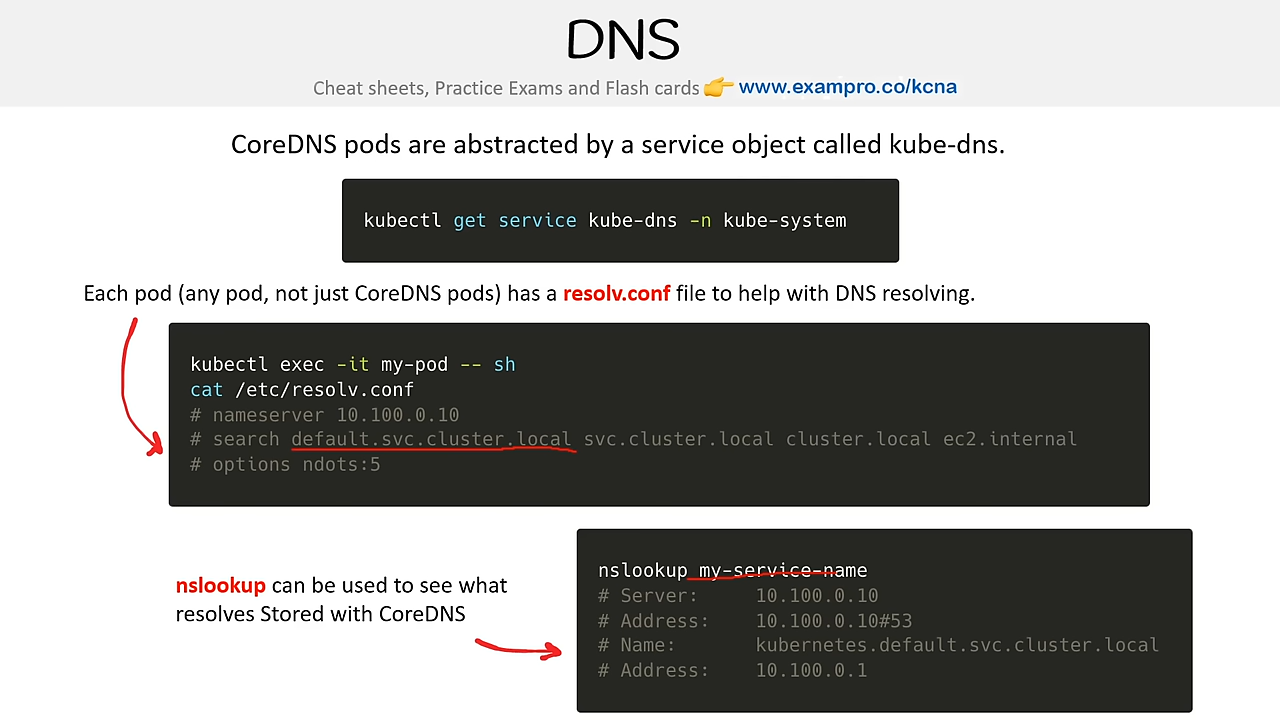 DNS
Cheat sheets, Practice Exams and Flash cards 👉 www.exampro.co/kcna
CoreDNS pods are abstracted by a service object called kube-dns.
kubectl get service kube-dns -n kube-system
Each pod (any pod, not just CoreDNS pods) has a resolv.conf file to help with DNS resolving.
kubectl exec -it my-pod -- sh
cat /etc/resolv.conf
# nameserver 10.100.0.10
# search default.svc.cluster.local svc.cluster.local cluster.local ec2.internal
# options ndots:5
nslookup can be used to see what
resolves Stored with CoreDNS
nslookup my-service-name
# Server: 10.100.0.10
# Address: 10.100.0.10#53
# Name: kubernetes.default.svc.cluster.local
# Address: 10.100.0.1